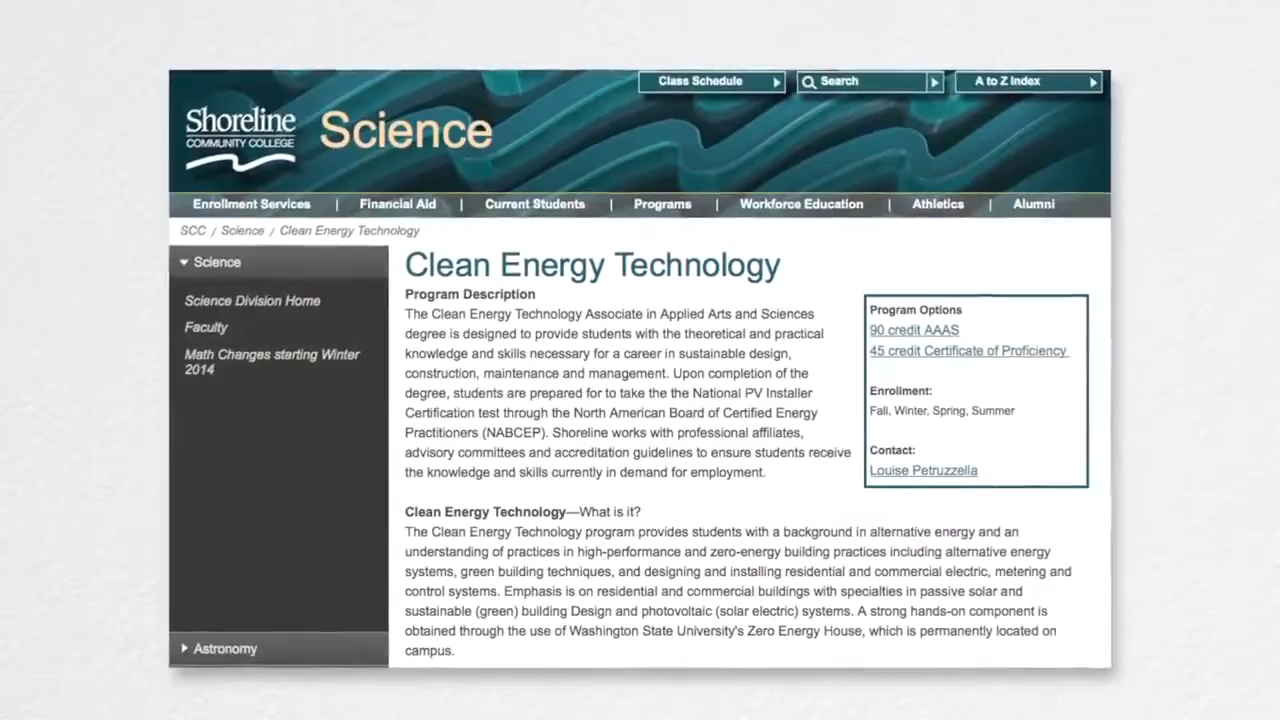 Class Schedule
Search
A to Z Index
Shoreline
COMMUNITY COLLEGE
Science
Enrollment Services | Financial Aid | Current Students | Programs | Workforce Education | Athletics | Alumni
SCC / Science / Clean Energy Technology
Science
Science Division Home
Faculty
Math Changes starting Winter
2014
Astronomy
Clean Energy Technology
Program Description
The Clean Energy Technology Associate in Applied Arts and Sciences
degree is designed to provide students with the theoretical and practical
knowledge and skills necessary for a career in sustainable design,
construction, maintenance and management. Upon completion of the
degree, students are prepared for to take the the National PV Installer
Certification test through the North American Board of Certified Energy
Practitioners (NABCEP). Shoreline works with professional affiliates,
advisory committees and accreditation guidelines to ensure students receive
the knowledge and skills currently in demand for employment.
Program Options
90 credit AAAS
45 credit Certificate of Proficiency
Enrollment:
Fall, Winter, Spring, Summer
Contact:
Louise Petruzzella
Clean Energy Technology—What is it?
The Clean Energy Technology program provides students with a background in alternative energy and an
understanding of practices in high-performance and zero-energy building practices including alternative energy
systems, green building techniques, and designing and installing residential and commercial electric, metering and
control systems. Emphasis is on residential and commercial buildings with specialties in passive solar and
sustainable (green) building Design and photovoltaic (solar electric) systems. A strong hands-on component is
obtained through the use of Washington State University's Zero Energy House, which is permanently located on
campus.